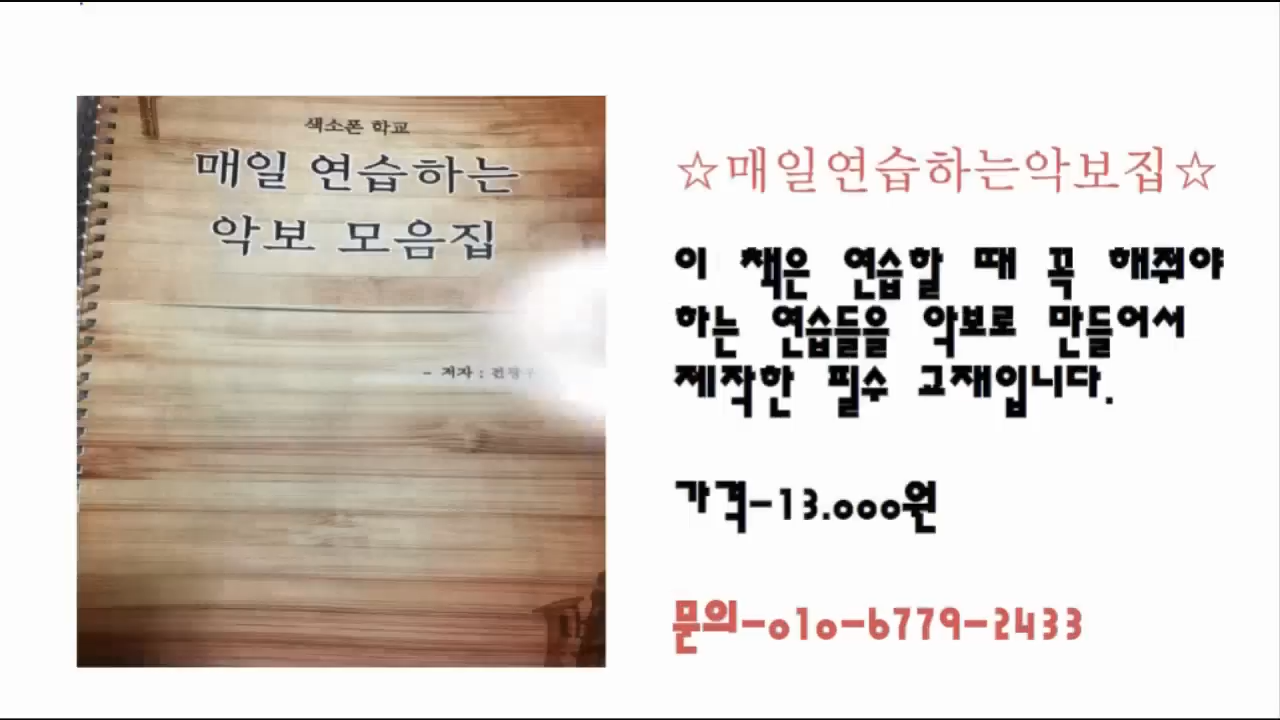 색소폰 학교
매일 연습하는
악보 모음집
- 저자 :
☆매일연습하는악보집☆
이 책은 연습할 때 꼭 해줘야
하는 연습들을 악보로 만들어서
제작한 필수 교재입니다.
가격-13.000원
문의-010-6779-2433